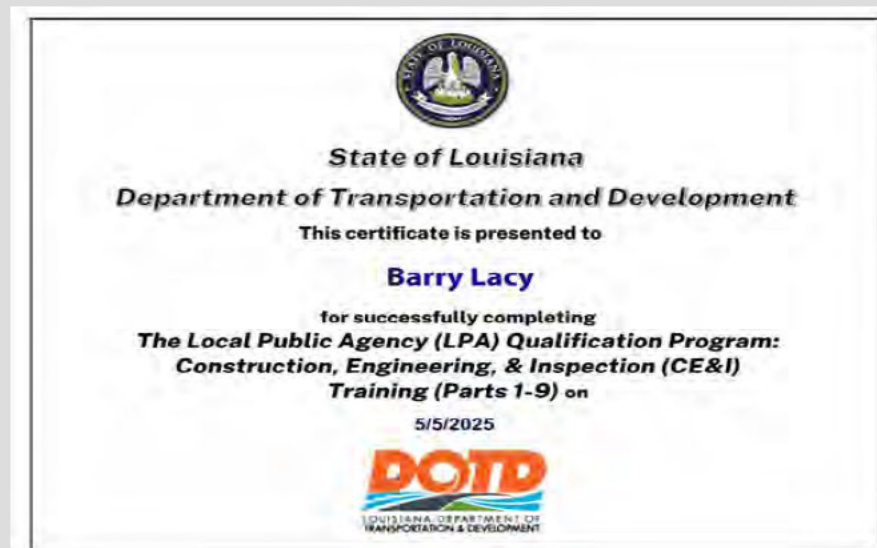 STATE OF LOUISIANA
State of Louisiana
Department of Transportation and Development
This certificate is presented to
Barry Lacy
for successfully completing
The Local Public Agency (LPA) Qualification Program:
Construction, Engineering, & Inspection (CE&I)
Training (Parts 1-9) on
5/5/2025
DOTD
LOUISIANA DEPARTMENT OF
TRANSPORTATION & DEVELOPMENT